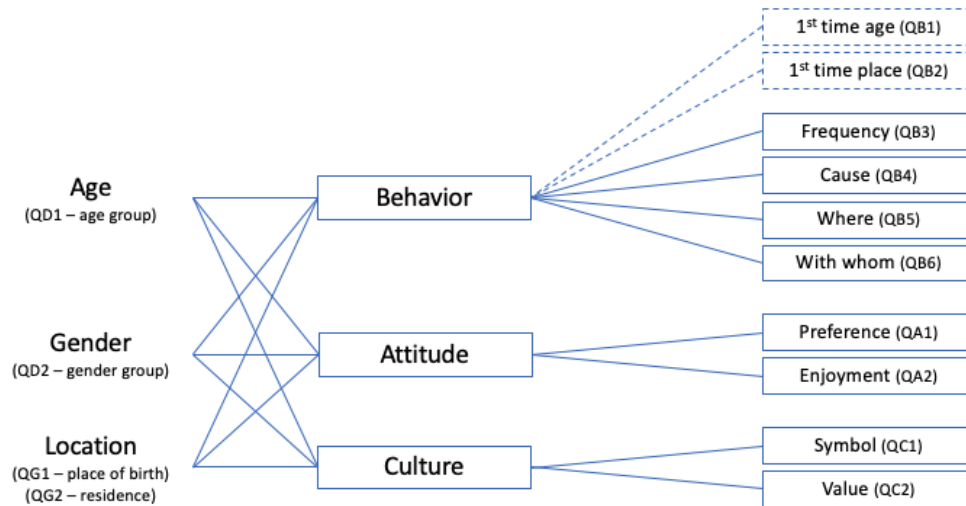 1st time age (QB1)
1st time place (QB2)
Frequency (QB3)
Age
(QD1 – age group)
Behavior
Cause (QB4)
Where (QB5)
With whom (QB6)
Gender
(QD2 – gender group)
Attitude
Preference (QA1)
Enjoyment (QA2)
Location
(QG1 – place of birth)
(QG2 – residence)
Culture
Symbol (QC1)
Value (QC2)